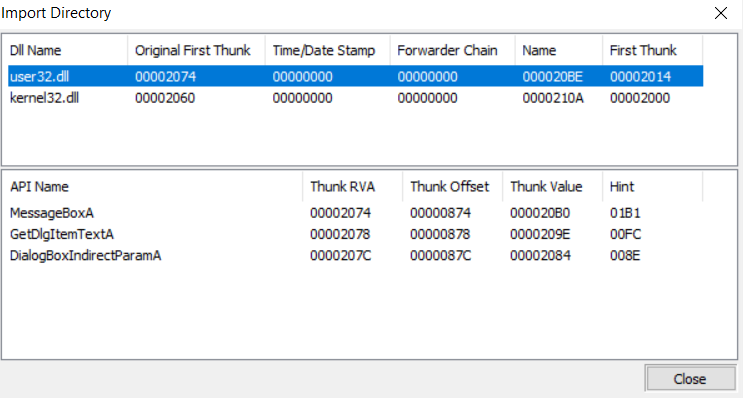 Import Directory
Dll Name Original First Thunk Time/Date Stamp Forwarder Chain Name First Thunk
user32.dll 00002074 00000000 00000000 000020BE 00002014
kernel32.dll 00002060 00000000 00000000 0000210A 00002000
API Name Thunk RVA Thunk Offset Thunk Value Hint
MessageBoxA 00002074 00000874 000020B0 01B1
GetDlgItemTextA 00002078 00000878 0000209E 00FC
DialogBoxIndirectParamA 0000207C 0000087C 00002084 008E
Close